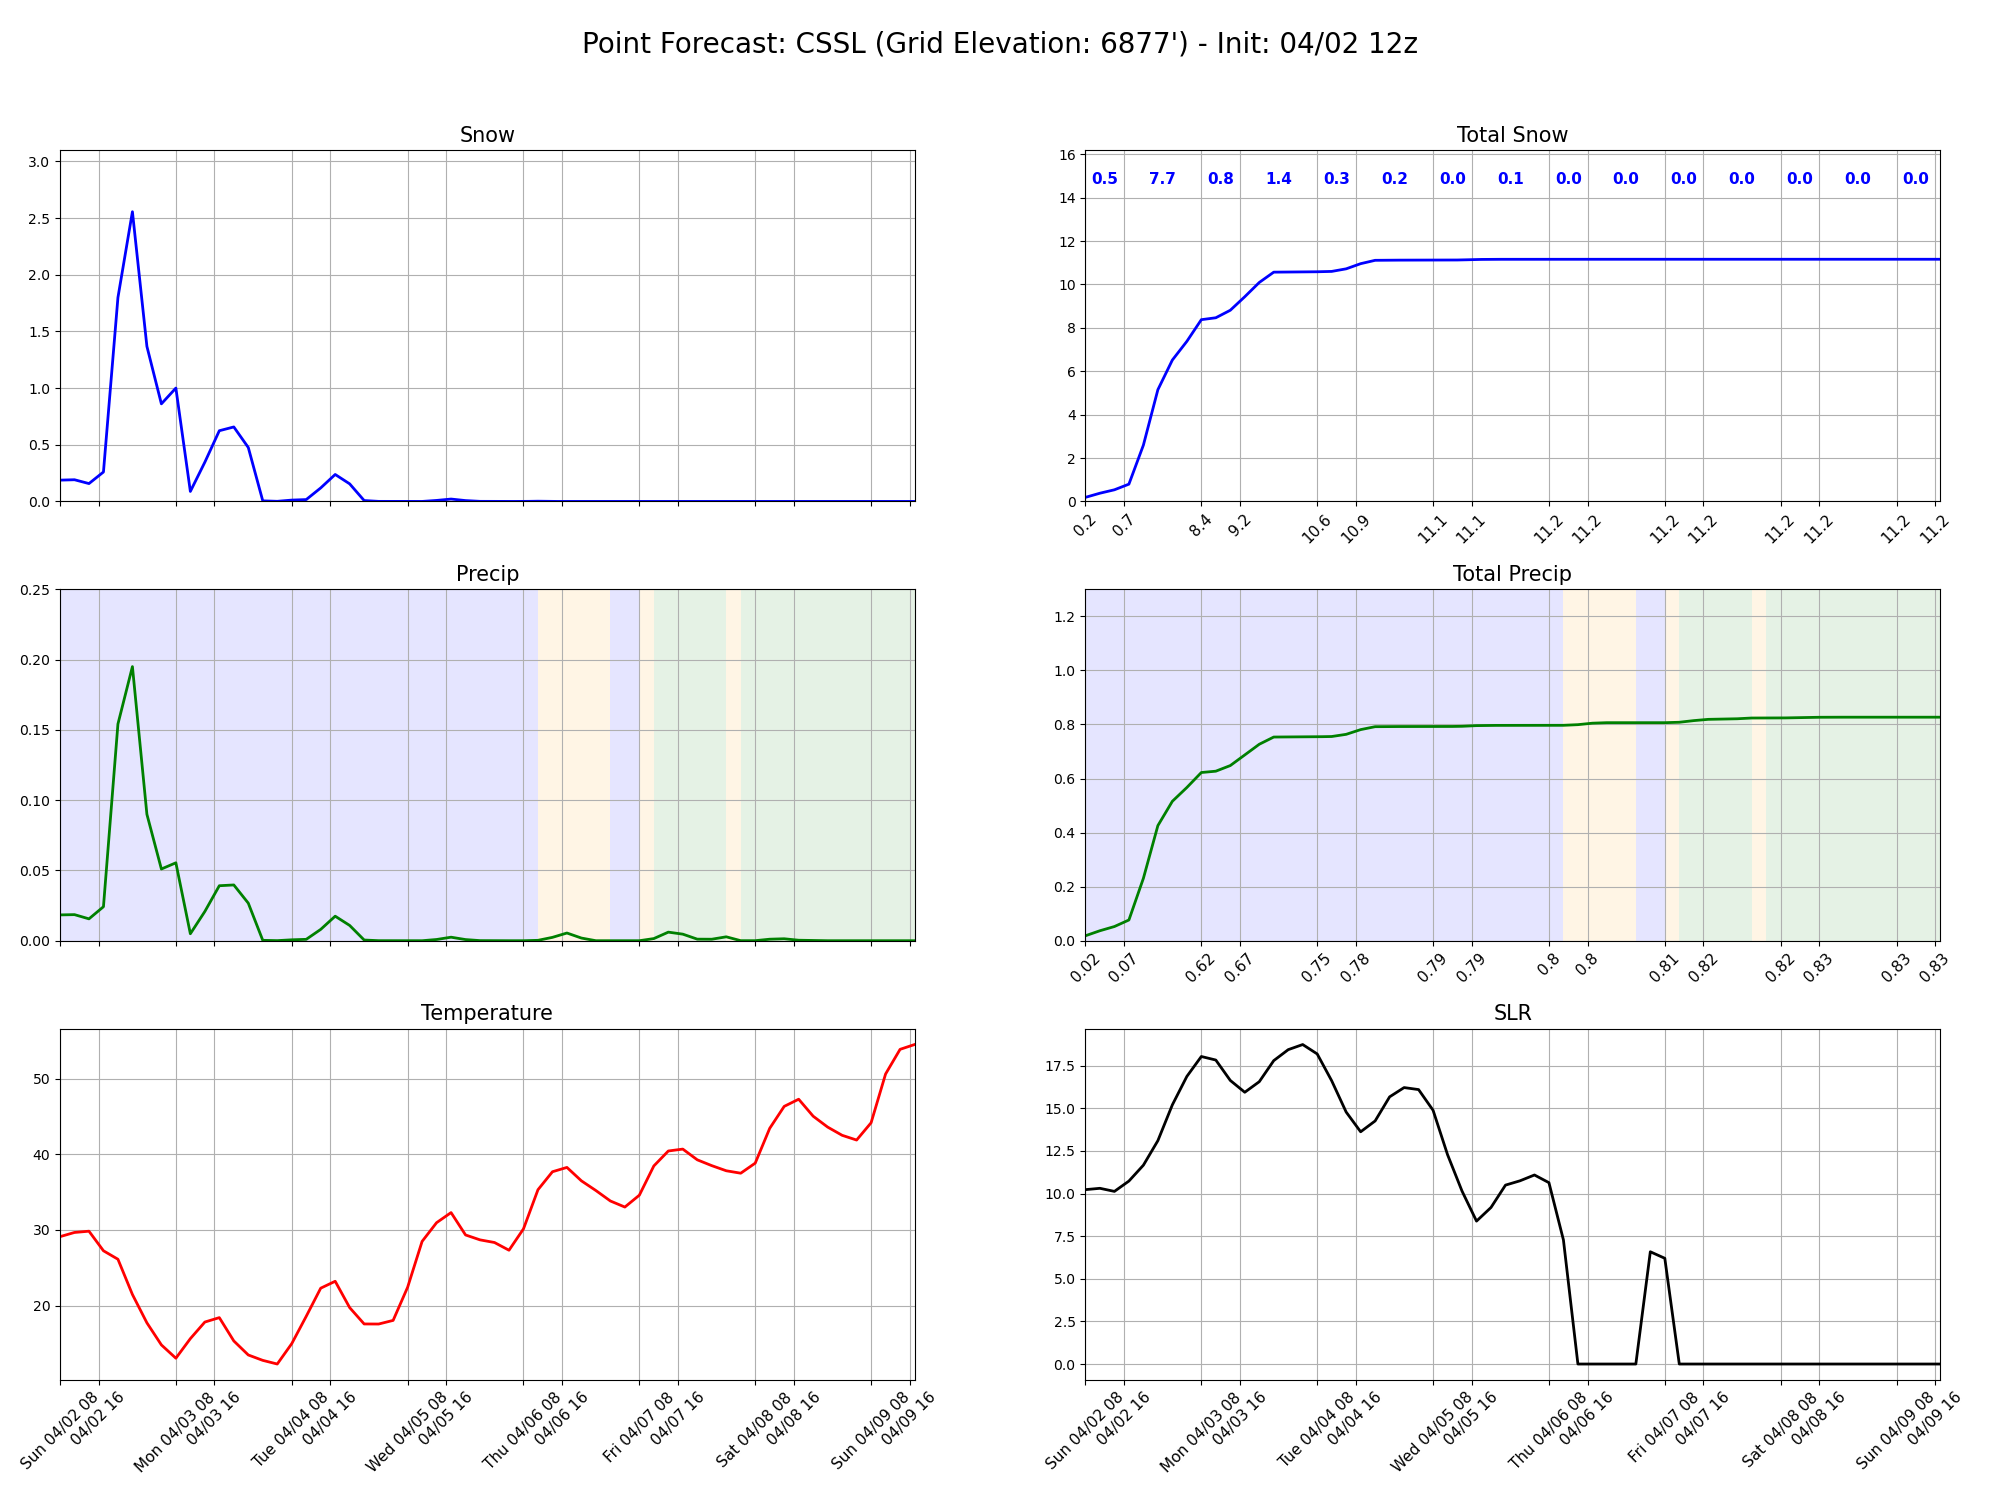 Point Forecast: CSSL (Grid Elevation: 6877') - Init: 04/02 12z
Snow
3.0
2.5
2.0
1.5
1.0
0.5
0.0
Total Snow
16
14
12
10
8
6
4
2
0
0.5 7.7 0.8 1.4 0.3 0.2 0.0 0.1 0.0 0.0 0.0 0.0 0.0 0.0 0.0
0.2 0.7 8.4 9.2 10.6 10.9 11.1 11.1 11.2 11.2 11.2 11.2 11.2 11.2 11.2 11.2
Precip
0.25
0.20
0.15
0.10
0.05
0.00
Total Precip
1.2
1.0
0.8
0.6
0.4
0.2
0.0
0.02 0.07 0.62 0.67 0.75 0.78 0.79 0.79 0.8 0.8 0.81 0.82 0.82 0.83 0.83 0.83
Temperature
50
40
30
20
Sun 04/02 08
04/02 16
Mon 04/03 08
04/03 16
Tue 04/04 08
04/04 16
Wed 04/05 08
04/05 16
Thu 04/06 08
04/06 16
Fri 04/07 08
04/07 16
Sat 04/08 08
04/08 16
Sun 04/09 08
04/09 16
SLR
17.5
15.0
12.5
10.0
7.5
5.0
2.5
0.0
Sun 04/02 08
04/02 16
Mon 04/03 08
04/03 16
Tue 04/04 08
04/04 16
Wed 04/05 08
04/05 16
Thu 04/06 08
04/06 16
Fri 04/07 08
04/07 16
Sat 04/08 08
04/08 16
Sun 04/09 08
04/09 16